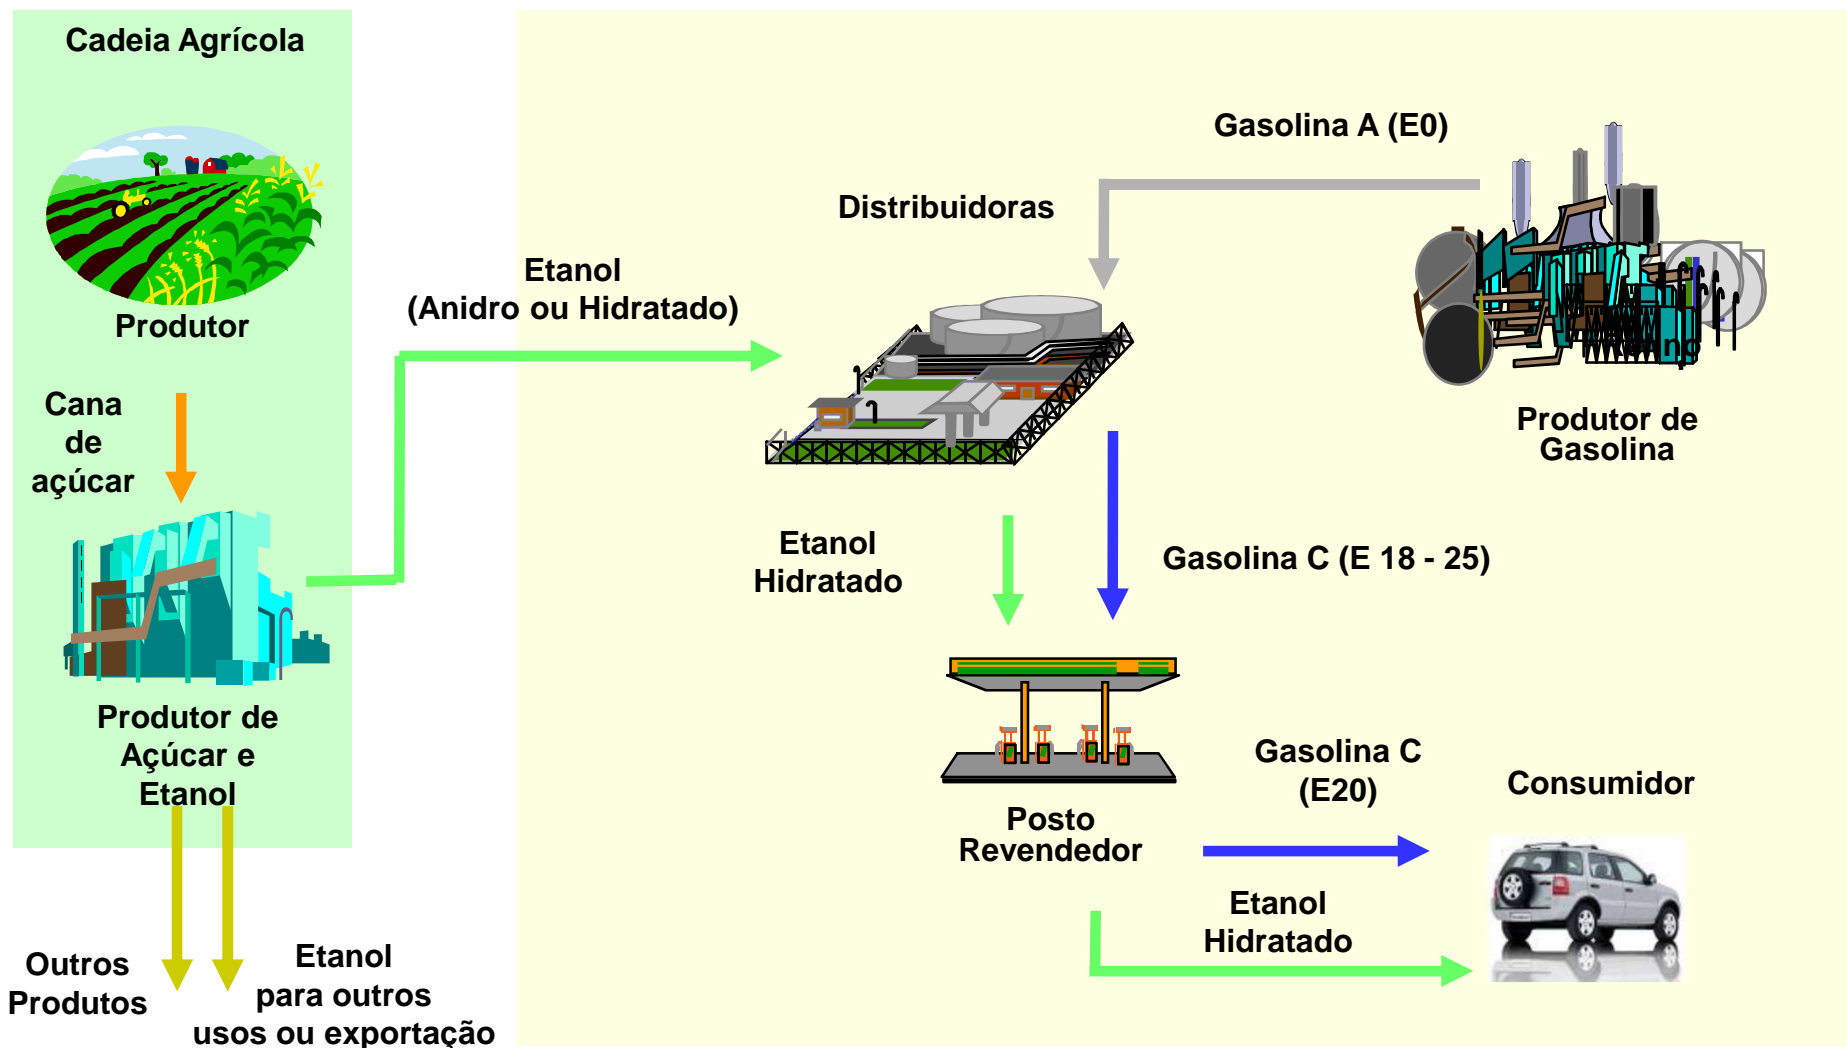 Cadeia Agrícola
Produtor
Cana
de
açúcar
Produtor de
Açúcar e
Etanol
Outros
Produtos
Etanol
para outros
usos ou exportação
Etanol
(Anidro ou Hidratado)
Distribuidoras
Gasolina A (E0)
Produtor de
Gasolina
Etanol
Hidratado
Gasolina C (E 18 - 25)
Posto
Revendedor
Gasolina C
(E20)
Consumidor
Etanol
Hidratado